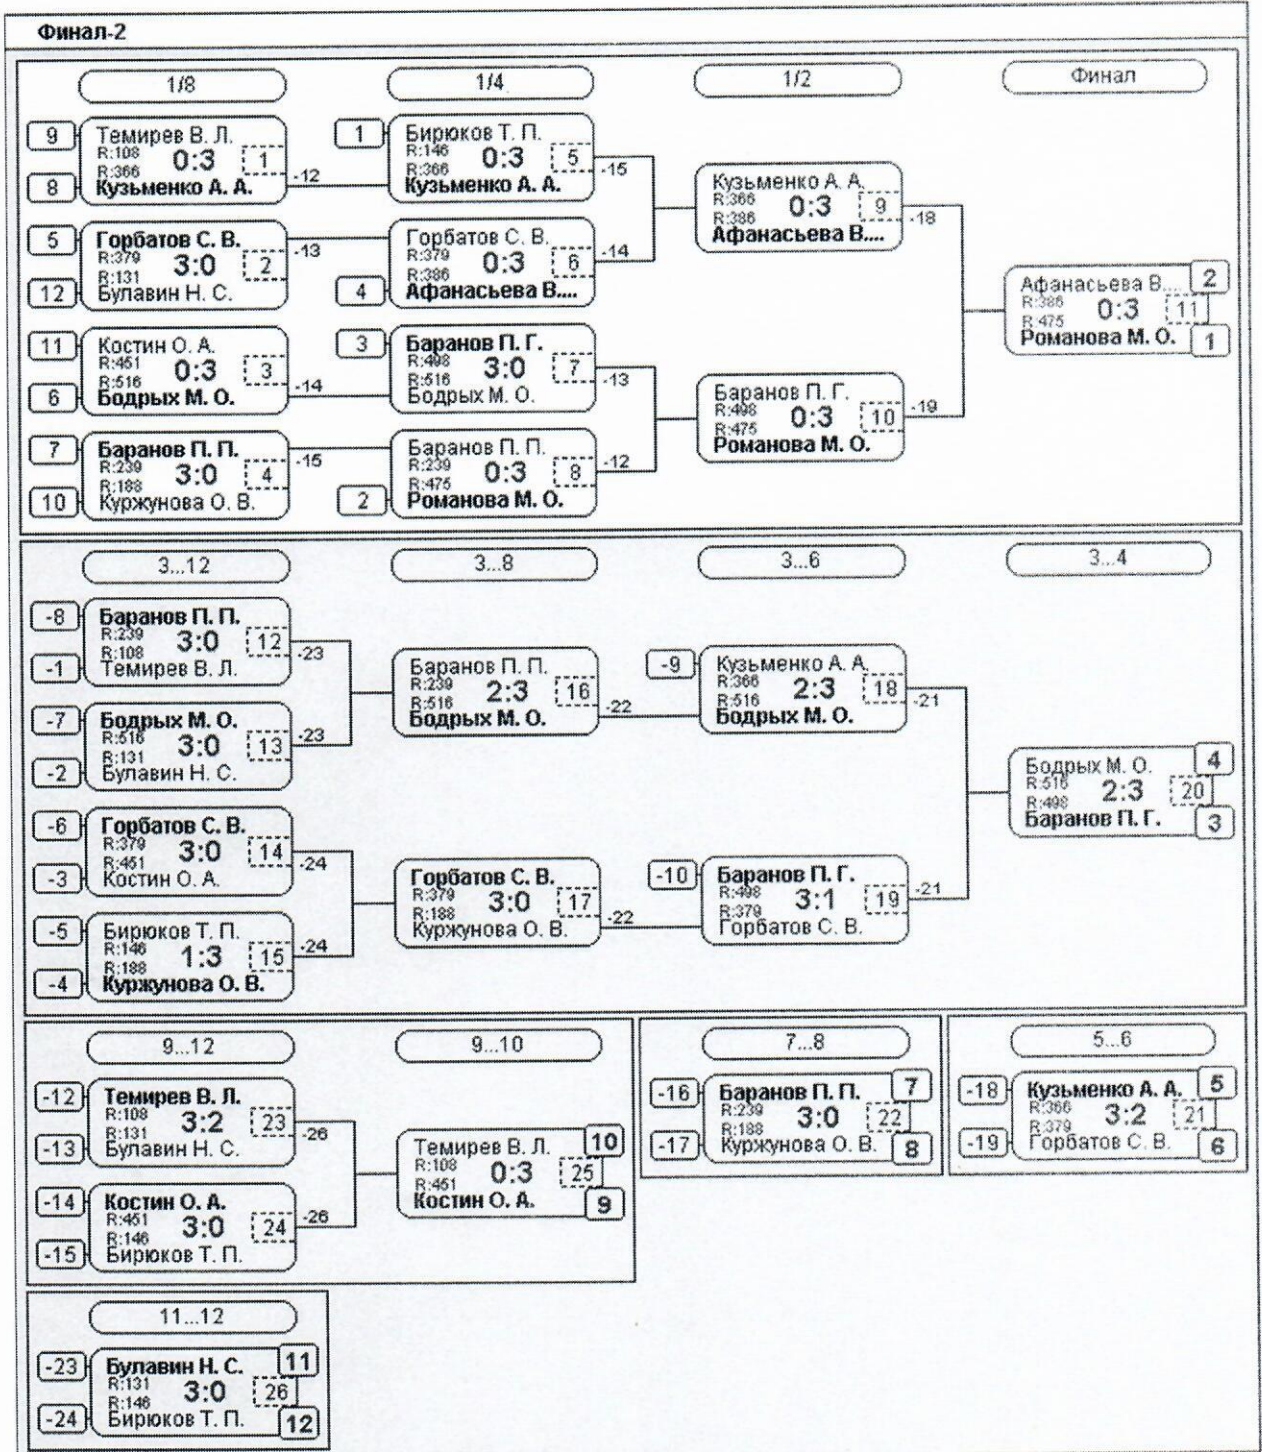 Финал-2
1/8
1/4
1/2
Финал
9
Темирев В. Л.
R:108
0:3
1
R:366
8
Кузьменко А. А.
-12
5
Горбатов С. В.
R:379
3:0
2
-13
R:131
12
Булавин Н. С.
11
Костин О. А.
R:451
0:3
3
R:516
6
Бодрых М. О.
-14
7
Баранов П. П.
R:239
3:0
4
-15
R:188
10
Куржунова О. В.
1
Бирюков Т. П.
R:146
0:3
5
-15
R:366
Кузьменко А. А.
Горбатов С. В.
R:379
0:3
6
-14
R:386
4
Афанасьева В....
3
Баранов П. Г.
R:498
3:0
7
-13
R:516
Бодрых М. О.
Баранов П. П.
R:239
0:3
8
-12
R:475
2
Романова М. О.
Кузьменко А. А.
R:366
0:3
9
-18
R:386
Афанасьева В....
Баранов П. Г.
R:498
0:3
10
-19
R:475
Романова М. О.
Афанасьева В....
2
R:386
0:3
11
R:475
Романова М. О.
1
3...12
3...8
3...6
3...4
-8
Баранов П. П.
R:239
3:0
12
-23
R:108
-1
Темирев В. Л.
-7
Бодрых М. О.
R:516
3:0
13
-23
R:131
-2
Булавин Н. С.
-6
Горбатов С. В.
R:379
3:0
14
-24
R:451
-3
Костин О. А.
-5
Бирюков Т. П.
R:146
1:3
15
-24
R:188
-4
Куржунова О. В.
Баранов П. П.
R:239
2:3
16
-22
R:516
Бодрых М. О.
Горбатов С. В.
R:379
3:0
17
-22
R:188
Куржунова О. В.
-9
Кузьменко А. А.
R:366
2:3
18
-21
R:516
Бодрых М. О.
-10
Баранов П. Г.
R:498
3:1
19
-21
R:379
Горбатов С. В.
Бодрых М. О.
4
R:516
2:3
20
R:498
Баранов П. Г.
3
9...12
9...10
-12
Темирев В. Л.
R:108
3:2
23
-26
R:131
-13
Булавин Н. С.
-14
Костин О. А.
R:451
3:0
24
-26
R:146
-15
Бирюков Т. П.
Темирев В. Л.
10
R:108
0:3
25
R:451
Костин О. А.
9
7...8
-16
Баранов П. П.
7
R:239
3:0
22
R:188
-17
Куржунова О. В.
8
5...6
-18
Кузьменко А. А.
5
R:366
3:2
21
R:379
-19
Горбатов С. В.
6
11...12
-23
Булавин Н. С.
11
R:131
3:0
26
R:146
-24
Бирюков Т. П.
12